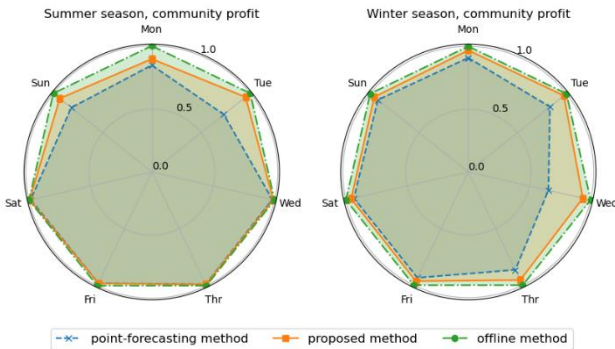 Summer season, community profit
Mon
1.0
Sun
Tue
0.5
0.0
Sat
Wed
Fri
Thr
Winter season, community profit
Mon
1.0
Sun
Tue
0.5
0.0
Sat
Wed
Fri
Thr
point-forecasting method
proposed method
offline method